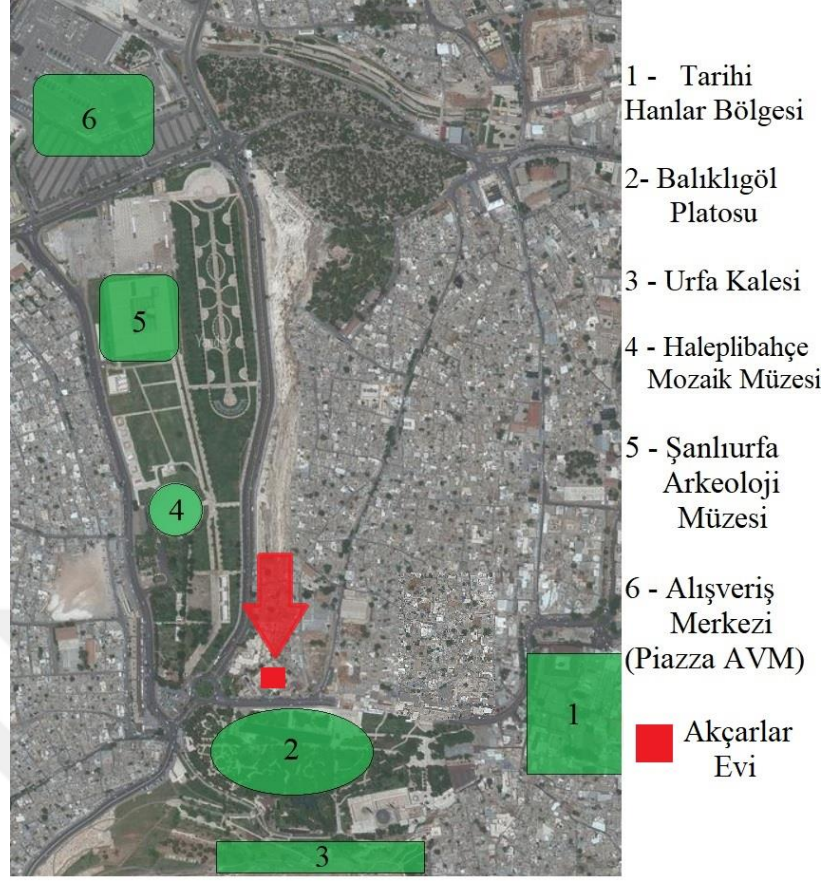 6
5
4
2
1
3
1 - Tarihi
Hanlar Bölgesi
2- Balıklıgöl
Platosu
3 - Urfa Kalesi
4 - Haleplibahçe
Mozaik Müzesi
5 - Şanlıurfa
Arkeoloji
Müzesi
6 - Alışveriş
Merkezi
(Piazza AVM)
Akçarlar
Evi